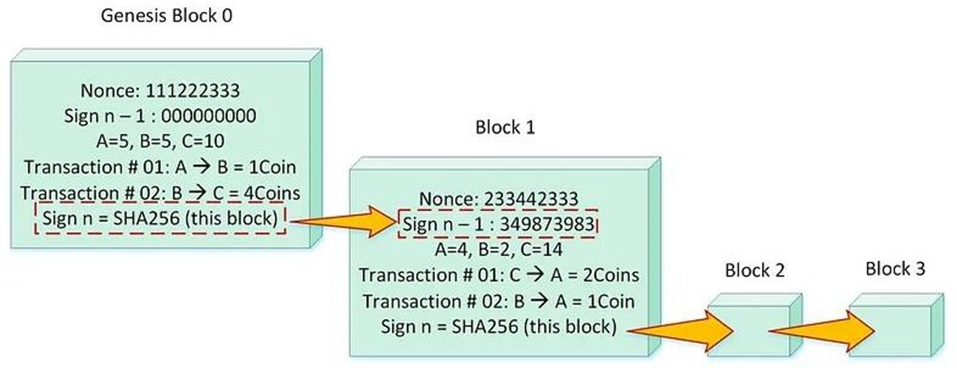 Genesis Block 0
Nonce: 111222333
Sign n – 1 : 000000000
A=5, B=5, C=10
Transaction # 01: A → B = 1Coin
Transaction # 02: B → C = 4Coins
Sign n = SHA256 (this block)
Block 1
Nonce: 233442333
Sign n – 1 : 349873983
A=4, B=2, C=14
Transaction # 01: C → A = 2Coins
Transaction # 02: B → A = 1Coin
Sign n = SHA256 (this block)
Block 2
Block 3